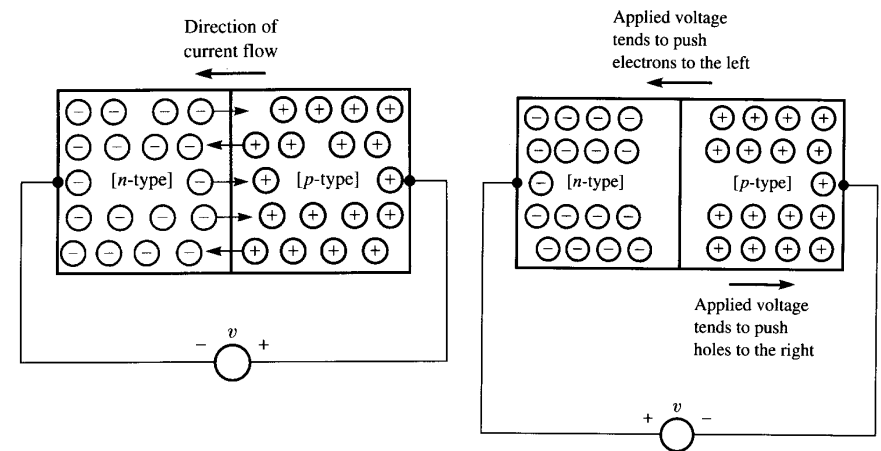 Direction of
current flow
[n-type] [p-type]
− v +
Applied voltage
tends to push
electrons to the left
[n-type] [p-type]
Applied voltage
tends to push
holes to the right
+ v −